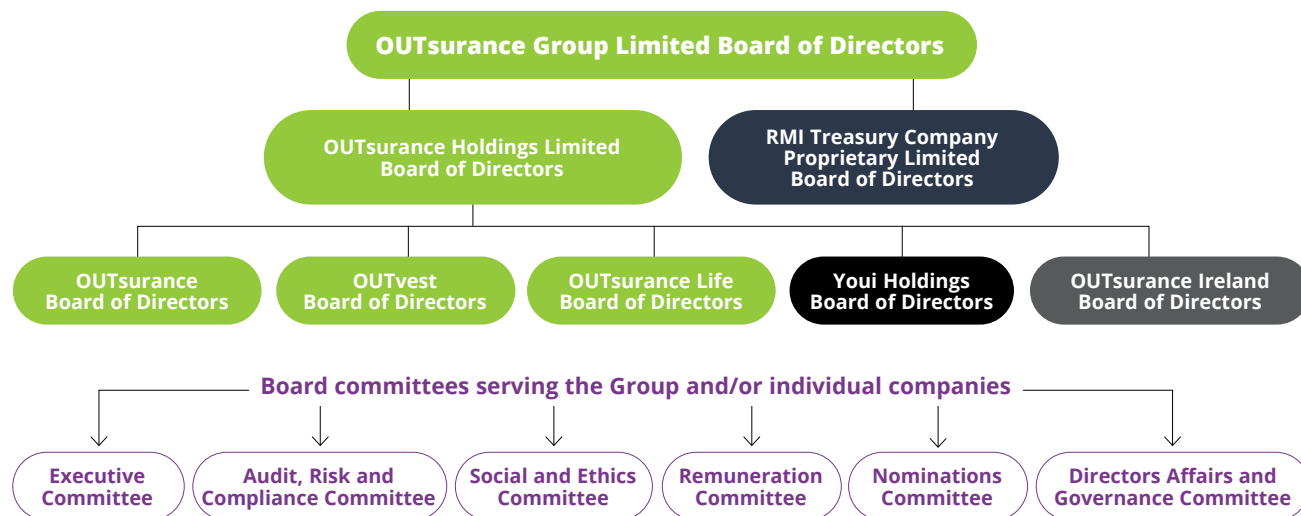 OUTsurance Group Limited Board of Directors
OUTsurance Holdings Limited
Board of Directors
RMI Treasury Company
Proprietary Limited
Board of Directors
OUTsurance
Board of Directors
OUTvest
Board of Directors
OUTsurance Life
Board of Directors
Youi Holdings
Board of Directors
OUTsurance Ireland
Board of Directors
Board committees serving the Group and/or individual companies
Executive
Committee
Audit, Risk and
Compliance Committee
Social and Ethics
Committee
Remuneration
Committee
Nominations
Committee
Directors Affairs and
Governance Committee